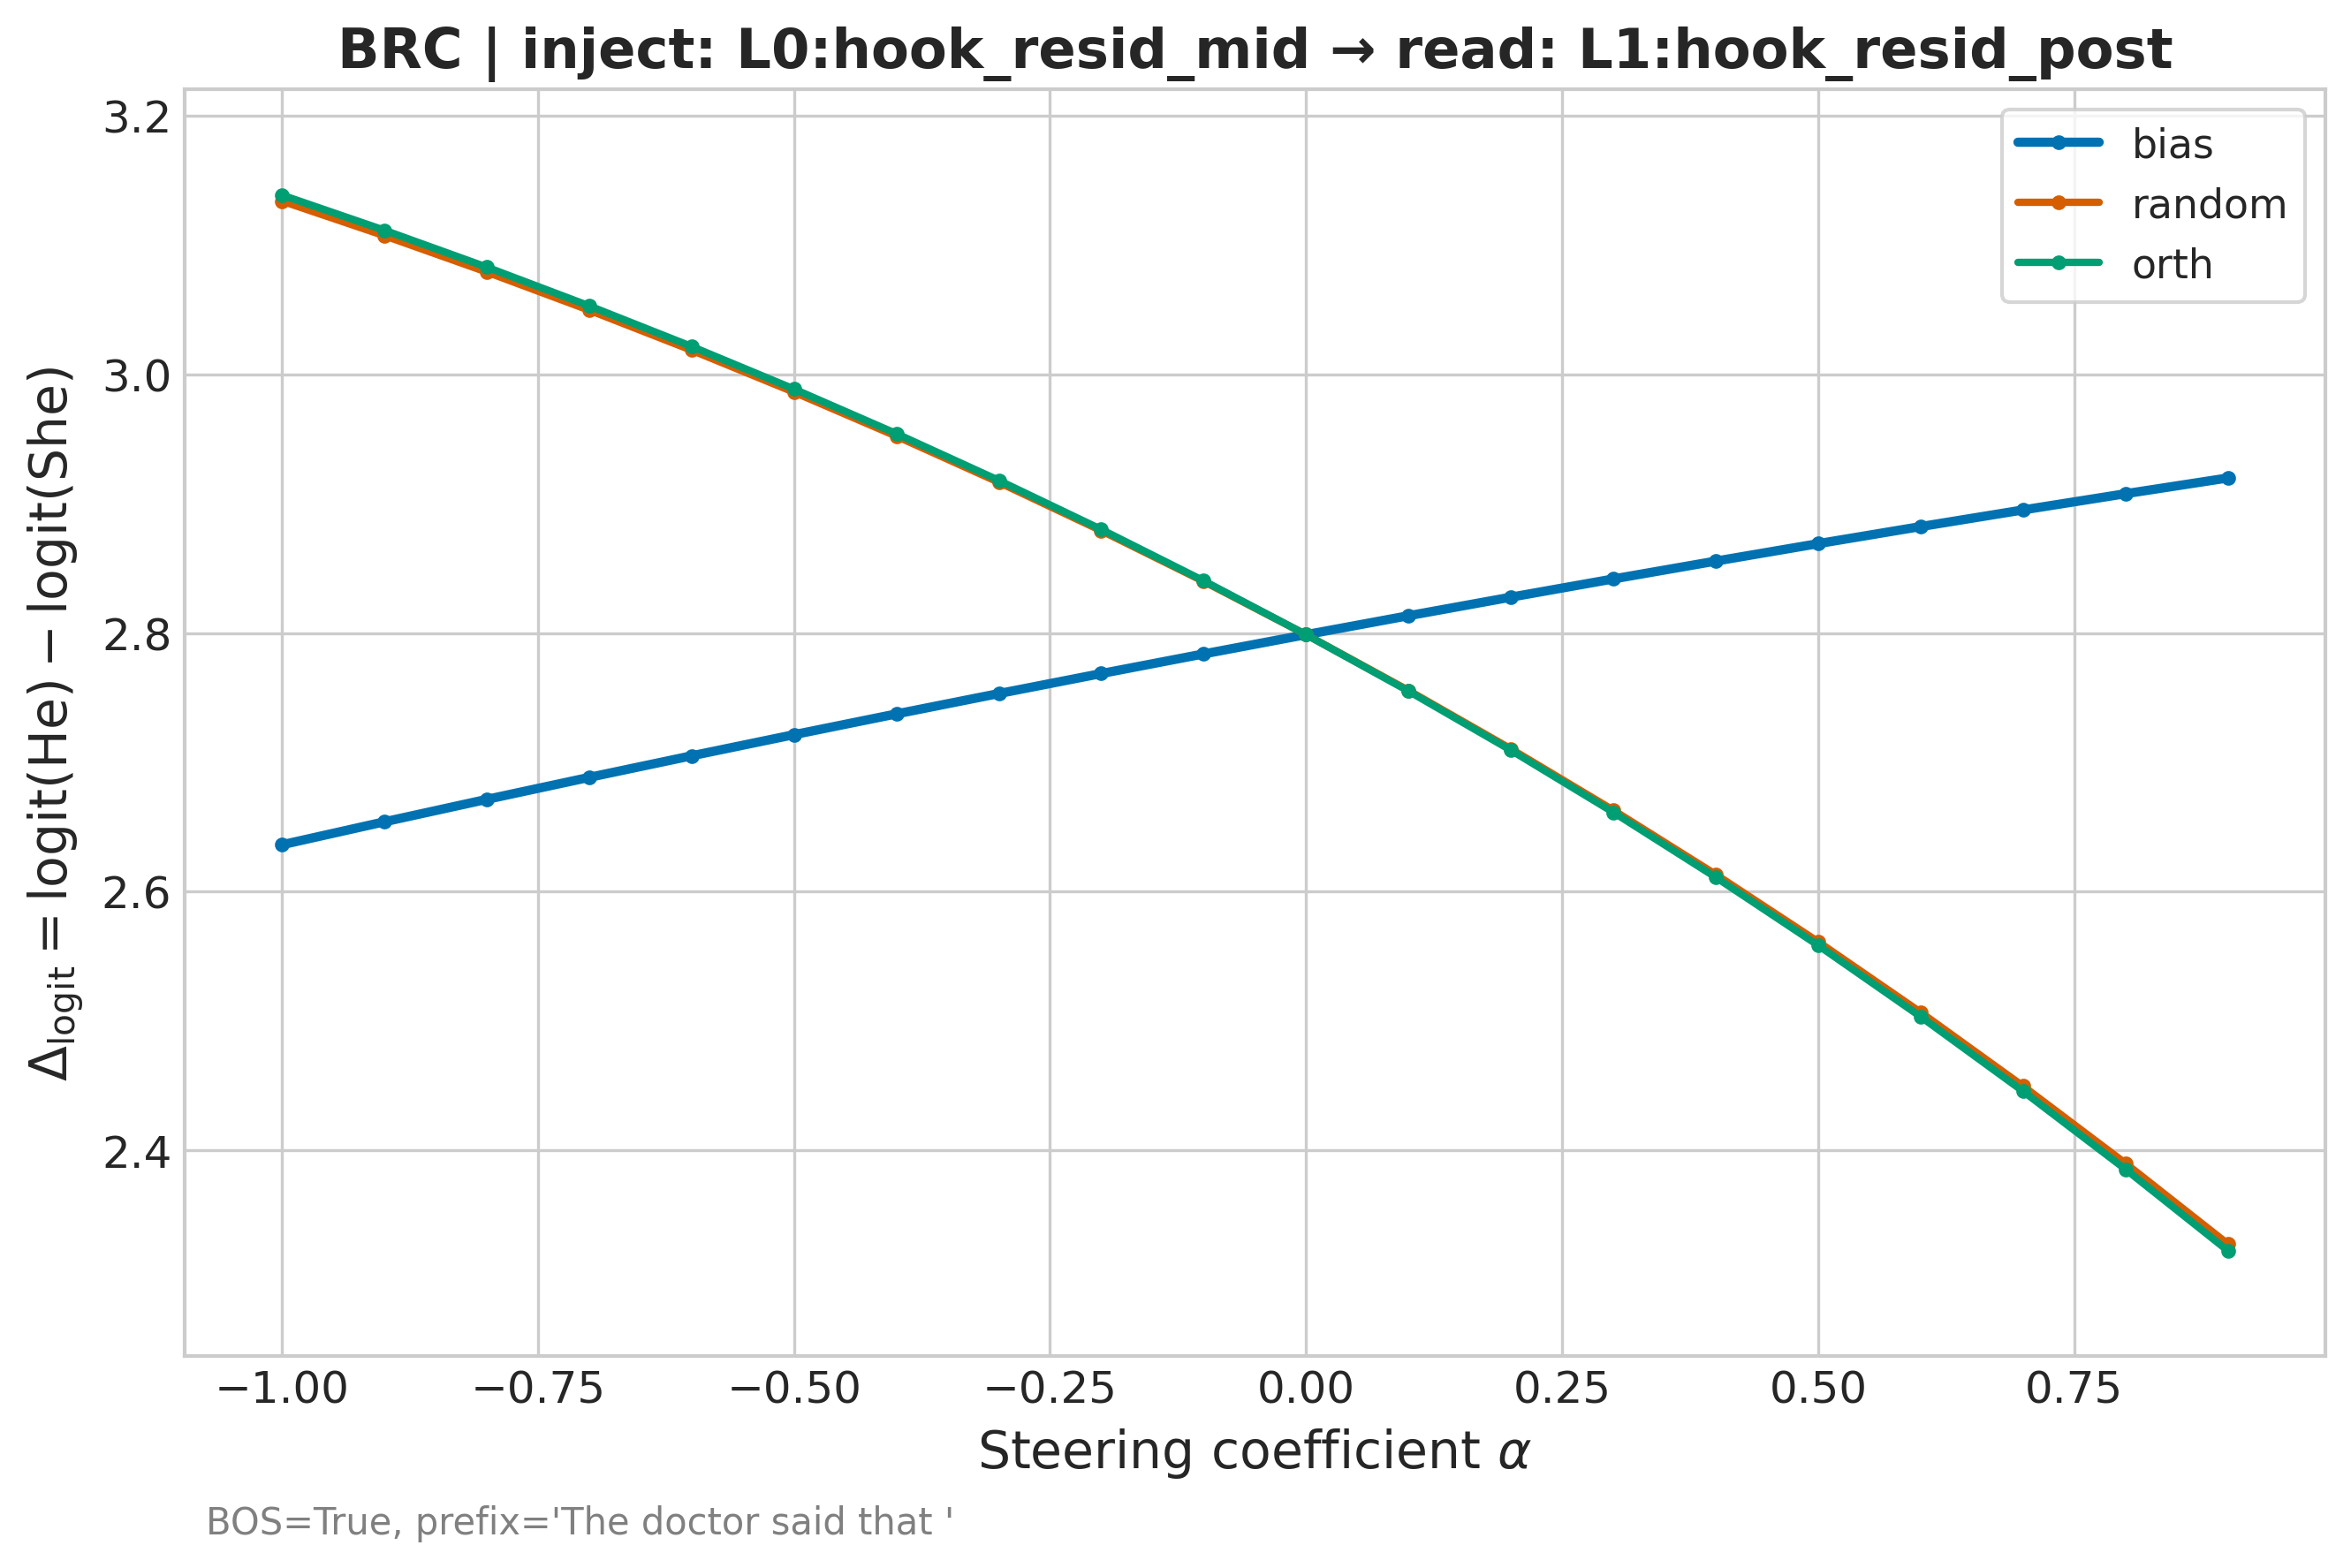 BRC | inject: L0:hook_resid_mid → read: L1:hook_resid_post
Δlogit = logit(He) − logit(She)
3.2
3.0
2.8
2.6
2.4
bias
random
orth
−1.00 −0.75 −0.50 −0.25 0.00 0.25 0.50 0.75
Steering coefficient α
BOS=True, prefix='The doctor said that '